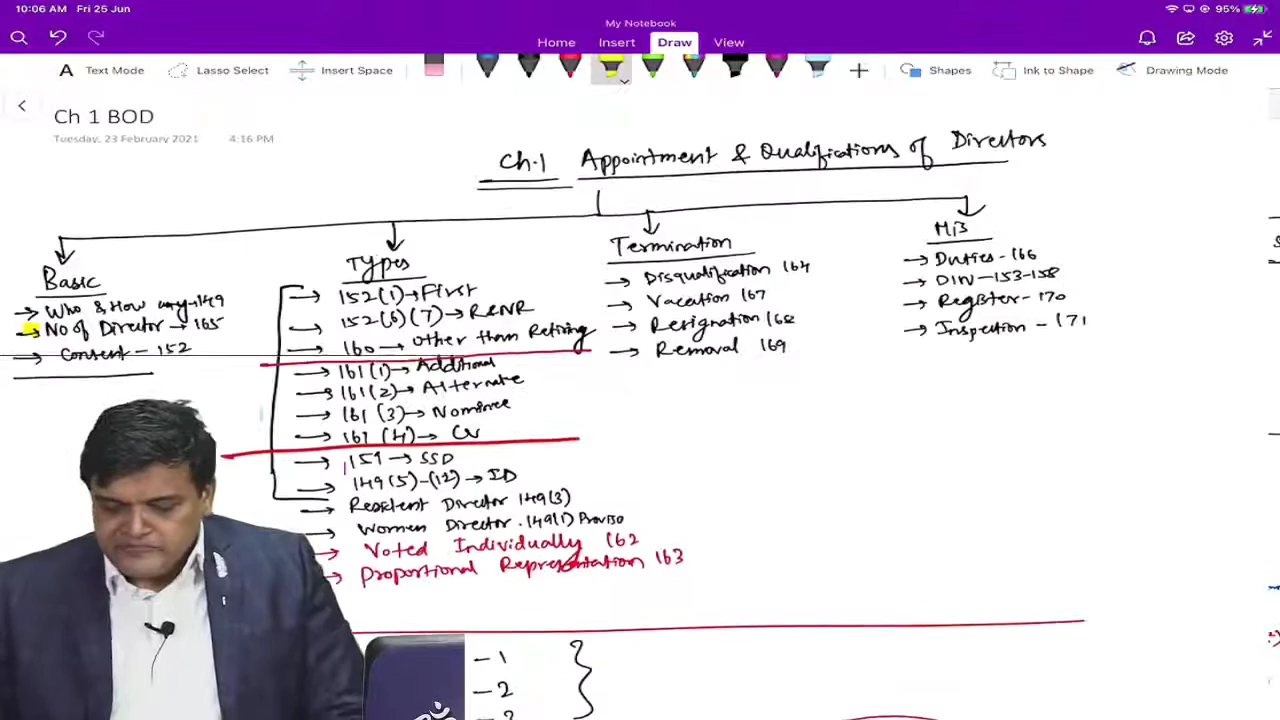 10:06 AM Fri 25 Jun
95%
My Notebook
Home Insert Draw View
Text Mode Lasso Select Insert Space Shapes Ink to Shape Drawing Mode
Ch 1 BOD
Tuesday, 23 February 2021 4:16 PM
Ch.1 Appointment & Qualifications of Directors
Basic
→ Who & How many-149
→ No of Director → 165
→ Consent - 152
Types
→ 152(1) → First
→ 152(6)(7) → R&NR
→ 160 → Other than Retiring
→ 161(1) → Additional
→ 161(2) → Alternate
→ 161(3) → Nominee
→ 161(4) → CV
→ 151 → SSD
→ 149(5)-(12) → ID
→ Resident Director 149(3)
→ Women Director . 149(1) Proviso
→ Voted Individually 162
→ Proportional Representation 163
Termination
→ Disqualification 164
→ Vacation 167
→ Resignation 168
→ Removal 169
→ Duties - 166
→ DIN - 153-158
→ Register - 170
→ Inspection - 171
- 1
- 2